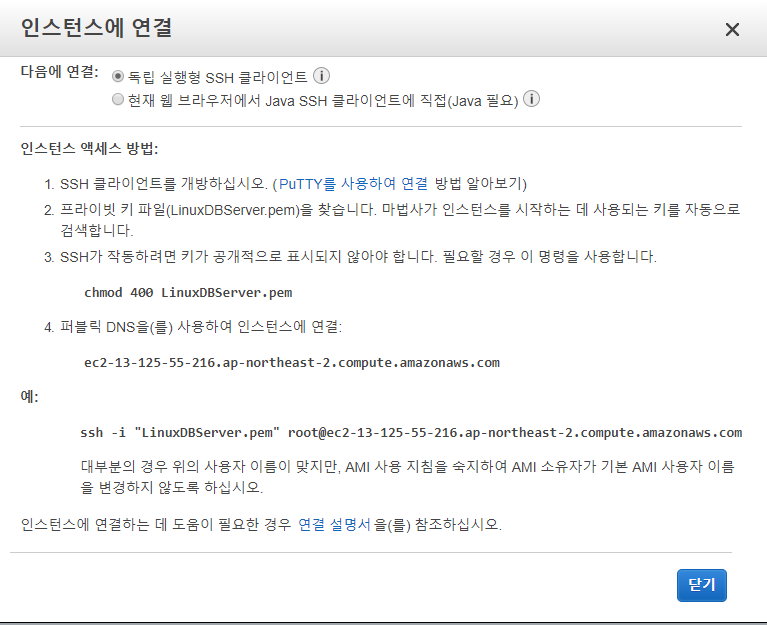 인스턴스에 연결
다음에 연결: 독립 실행형 SSH 클라이언트
현재 웹 브라우저에서 Java SSH 클라이언트에 직접(Java 필요)
인스턴스 액세스 방법:
1. SSH 클라이언트를 개방하십시오. (PuTTY를 사용하여 연결 방법 알아보기)
2. 프라이빗 키 파일(LinuxDBServer.pem)을 찾습니다. 마법사가 인스턴스를 시작하는 데 사용되는 키를 자동으로
검색합니다.
3. SSH가 작동하려면 키가 공개적으로 표시되지 않아야 합니다. 필요할 경우 이 명령을 사용합니다.
chmod 400 LinuxDBServer.pem
4. 퍼블릭 DNS을(를) 사용하여 인스턴스에 연결:
ec2-13-125-55-216.ap-northeast-2.compute.amazonaws.com
예:
ssh -i "LinuxDBServer.pem" root@ec2-13-125-55-216.ap-northeast-2.compute.amazonaws.com
대부분의 경우 위의 사용자 이름이 맞지만, AMI 사용 지침을 숙지하여 AMI 소유자가 기본 AMI 사용자 이름
을 변경하지 않도록 하십시오.
인스턴스에 연결하는 데 도움이 필요한 경우 연결 설명서을(를) 참조하십시오.
닫기